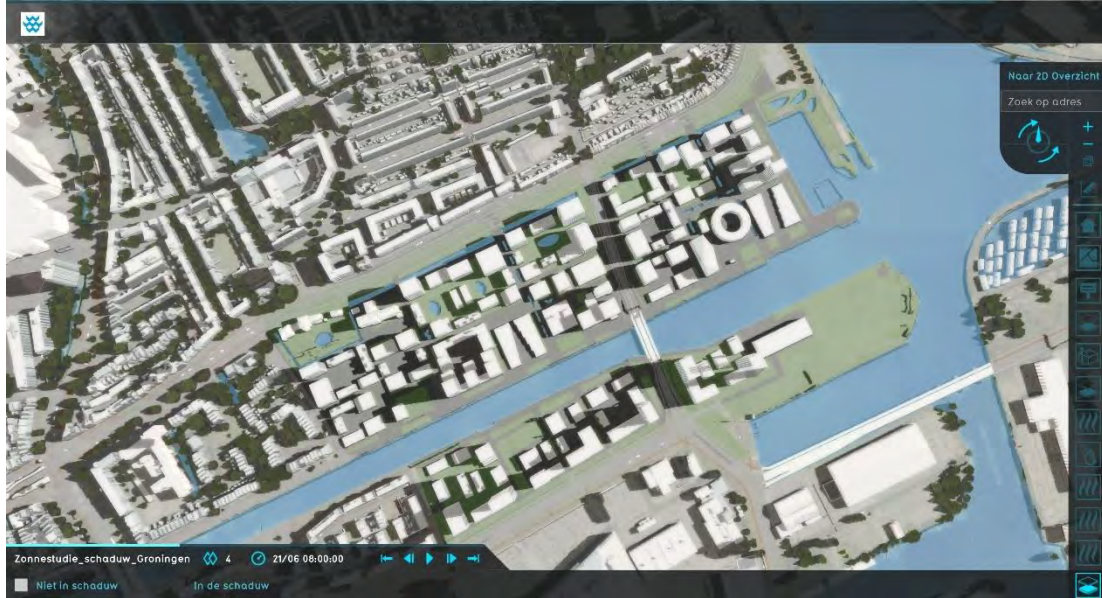 Naar 2D Overzicht
Zoek op adres
+
−
Zonnestudie_schaduw_Groningen 4 21/06 08:00:00
Niet in schaduw In de schaduw